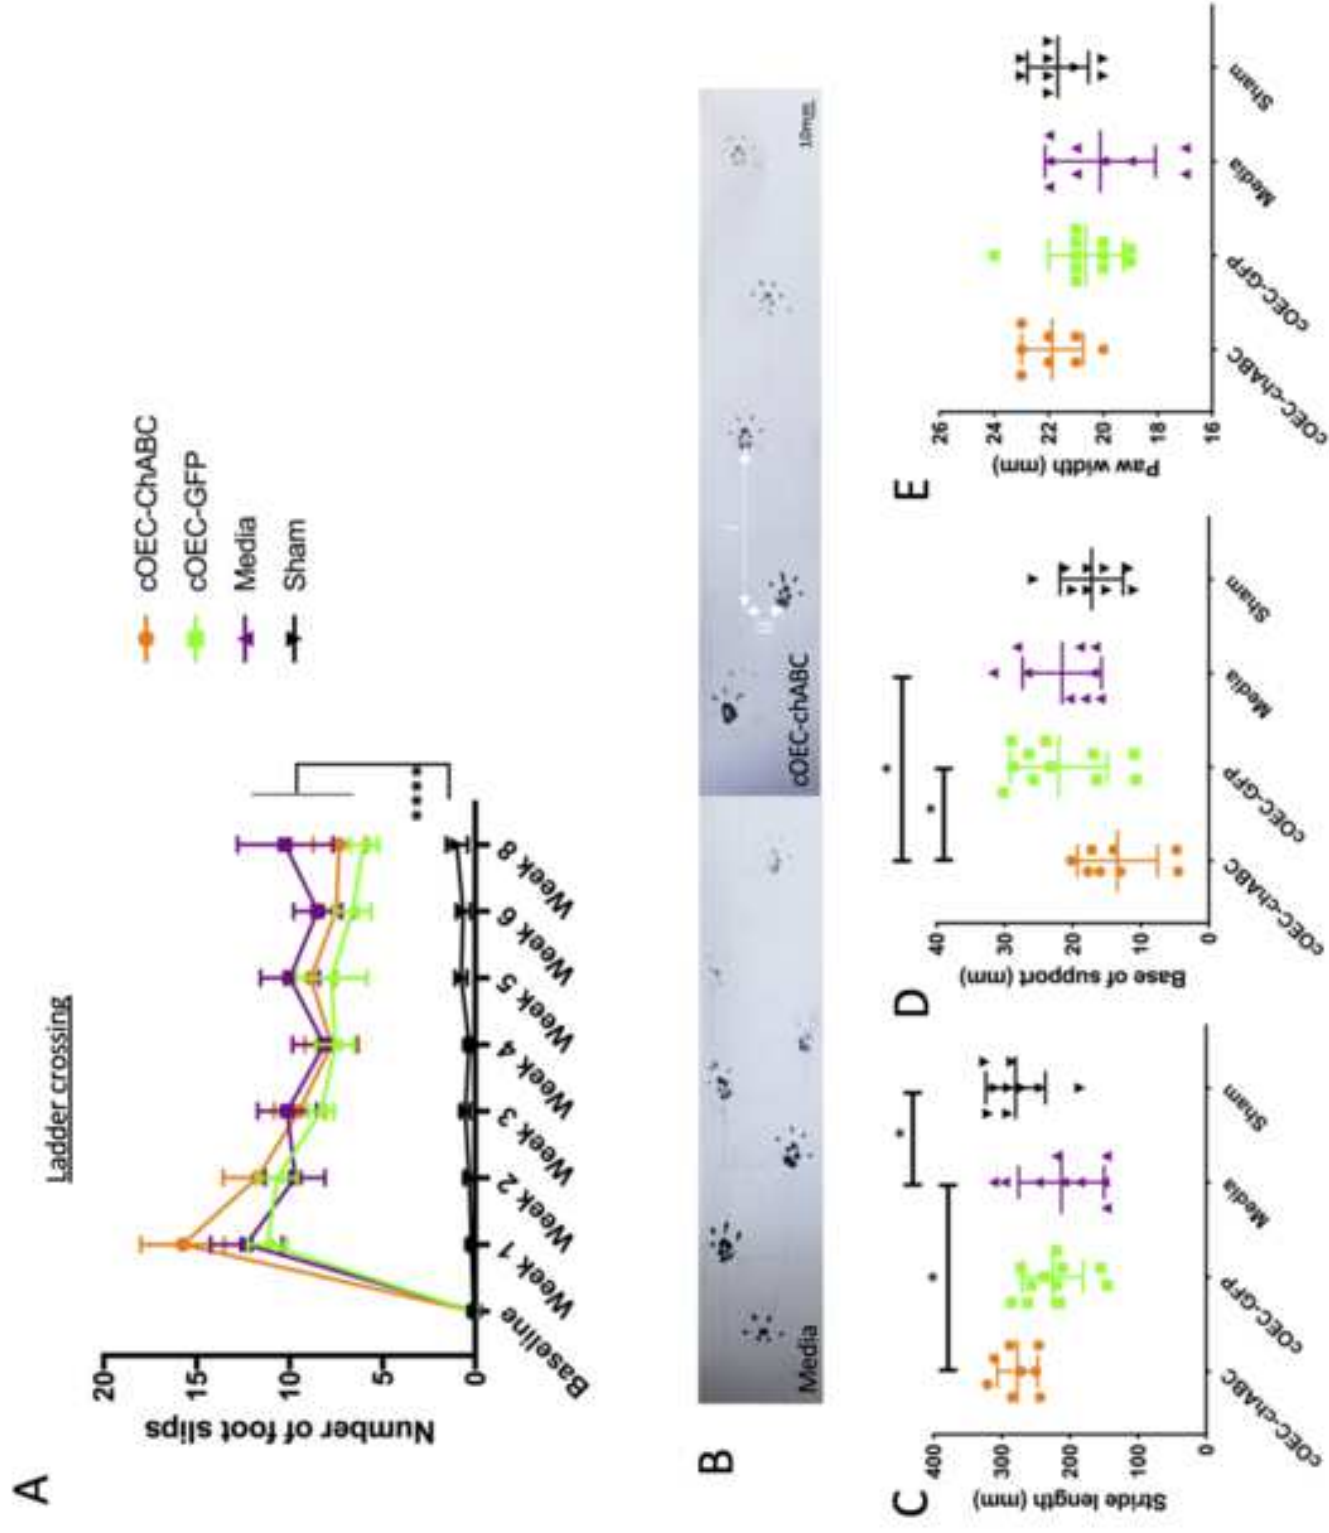 A
Ladder crossing
Number of foot slips
20
15
10
5
0
Baseline
Week 1
Week 2
Week 3
Week 4
Week 5
Week 6
Week 8
****
cOEC-ChABC
cOEC-GFP
Media
Sham
B
Media
cOEC-chABC
10mm
C
Stride length (mm)
400
300
200
100
0
cOEC-chABC
cOEC-GFP
Media
Sham
*
*
D
Base of support (mm)
40
30
20
10
0
cOEC-chABC
cOEC-GFP
Media
Sham
*
*
E
Paw width (mm)
26
24
22
20
18
16
cOEC-chABC
cOEC-GFP
Media
Sham